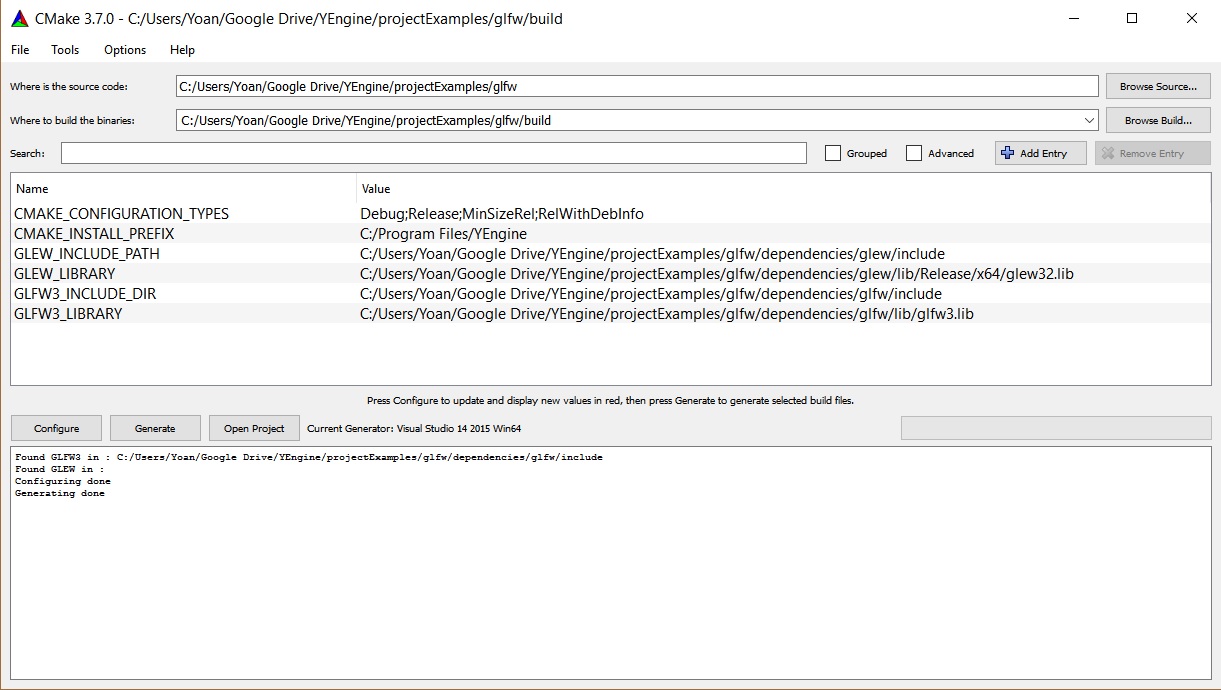 CMake 3.7.0 - C:/Users/Yoan/Google Drive/YEngine/projectExamples/glfw/build
File Tools Options Help
Where is the source code: C:/Users/Yoan/Google Drive/YEngine/projectExamples/glfw Browse Source...
Where to build the binaries: C:/Users/Yoan/Google Drive/YEngine/projectExamples/glfw/build Browse Build...
Search: Grouped Advanced Add Entry Remove Entry
Name Value
CMAKE_CONFIGURATION_TYPES Debug;Release;MinSizeRel;RelWithDebInfo
CMAKE_INSTALL_PREFIX C:/Program Files/YEngine
GLEW_INCLUDE_PATH C:/Users/Yoan/Google Drive/YEngine/projectExamples/glfw/dependencies/glew/include
GLEW_LIBRARY C:/Users/Yoan/Google Drive/YEngine/projectExamples/glfw/dependencies/glew/lib/Release/x64/glew32.lib
GLFW3_INCLUDE_DIR C:/Users/Yoan/Google Drive/YEngine/projectExamples/glfw/dependencies/glfw/include
GLFW3_LIBRARY C:/Users/Yoan/Google Drive/YEngine/projectExamples/glfw/dependencies/glfw/lib/glfw3.lib
Press Configure to update and display new values in red, then press Generate to generate selected build files.
Configure Generate Open Project Current Generator: Visual Studio 14 2015 Win64
Found GLFW3 in : C:/Users/Yoan/Google Drive/YEngine/projectExamples/glfw/dependencies/glfw/include
Found GLEW in :
Configuring done
Generating done